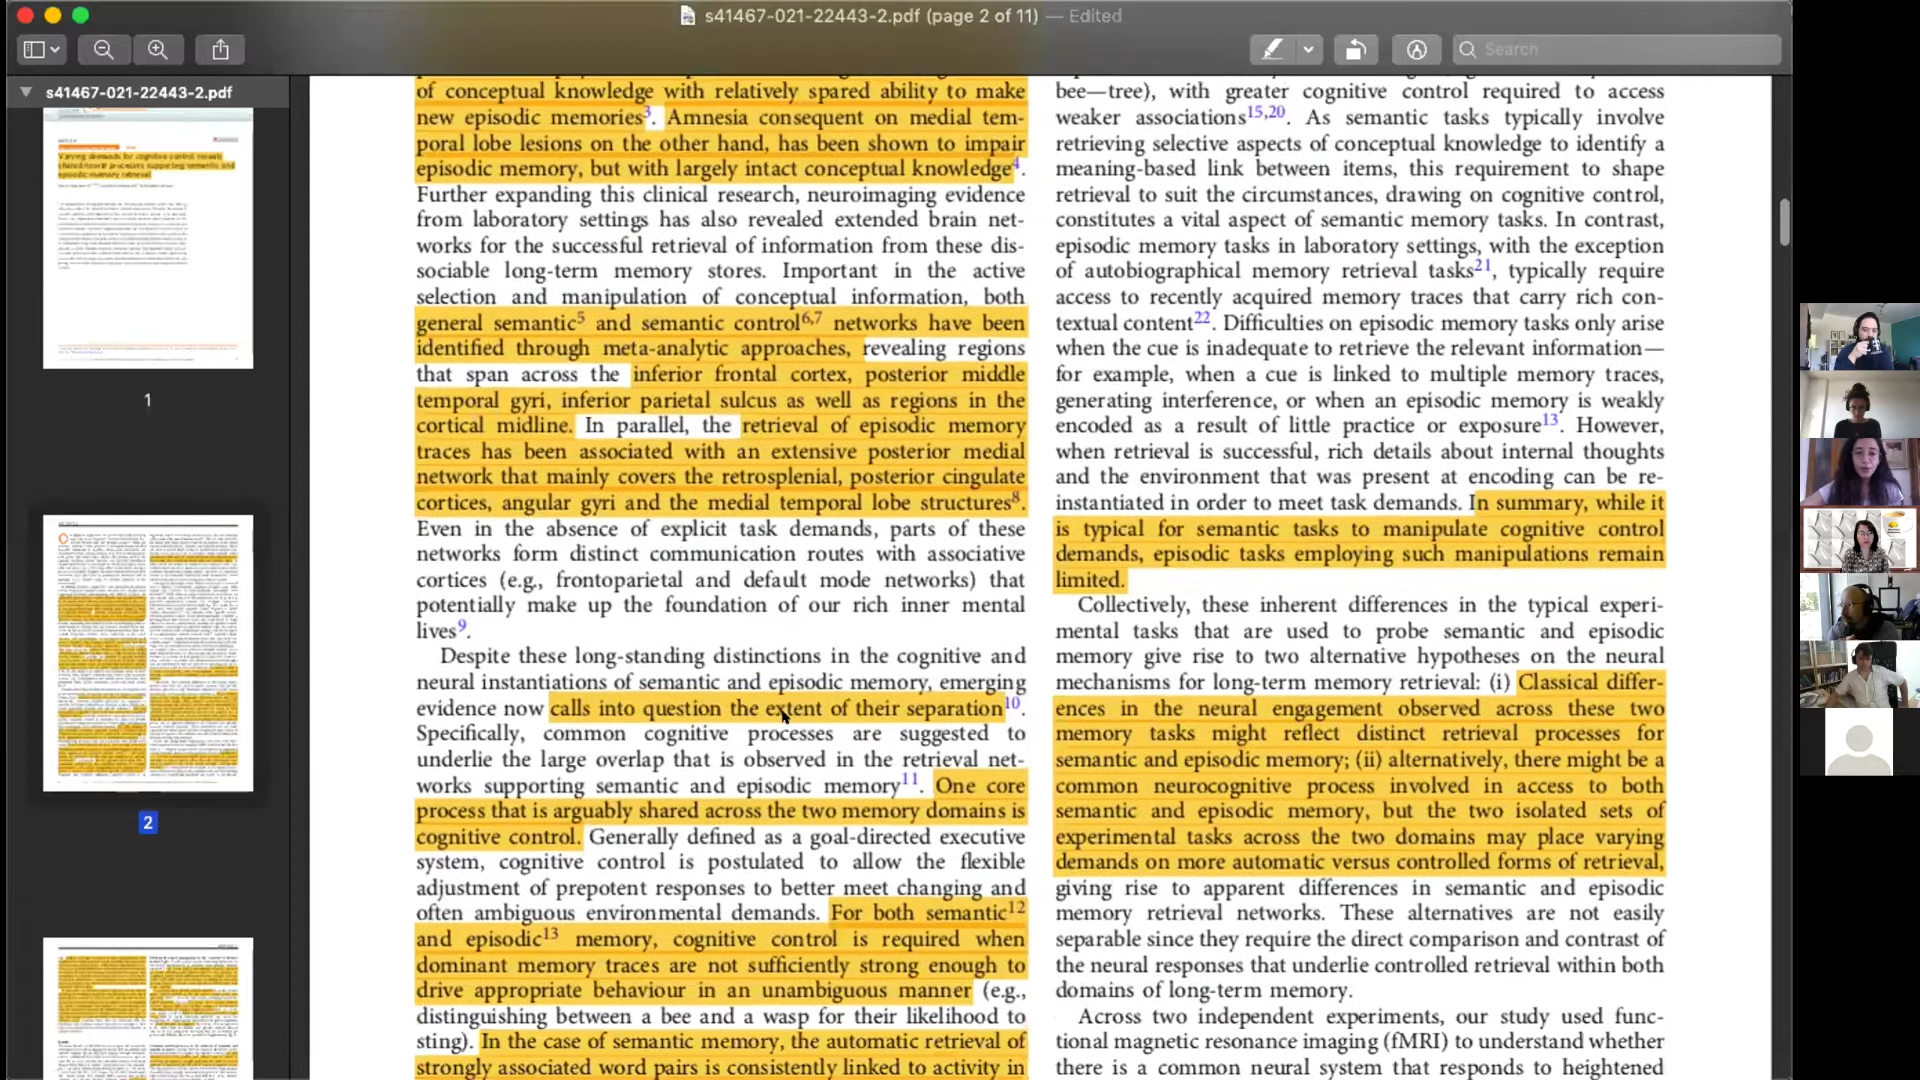 s41467-021-22443-2.pdf (page 2 of 11) — Edited
Search
s41467-021-22443-2.pdf
Varying demands for cognitive control reveals
shared neural processes supporting semantic and
episodic memory retrieval
1
2
of conceptual knowledge with relatively spared ability to make
new episodic memories3. Amnesia consequent on medial tem-
poral lobe lesions on the other hand, has been shown to impair
episodic memory, but with largely intact conceptual knowledge4.
Further expanding this clinical research, neuroimaging evidence
from laboratory settings has also revealed extended brain net-
works for the successful retrieval of information from these dis-
sociable long-term memory stores. Important in the active
selection and manipulation of conceptual information, both
general semantic5 and semantic control6,7 networks have been
identified through meta-analytic approaches, revealing regions
that span across the inferior frontal cortex, posterior middle
temporal gyri, inferior parietal sulcus as well as regions in the
cortical midline. In parallel, the retrieval of episodic memory
traces has been associated with an extensive posterior medial
network that mainly covers the retrosplenial, posterior cingulate
cortices, angular gyri and the medial temporal lobe structures8.
Even in the absence of explicit task demands, parts of these
networks form distinct communication routes with associative
cortices (e.g., frontoparietal and default mode networks) that
potentially make up the foundation of our rich inner mental
lives9.
Despite these long-standing distinctions in the cognitive and
neural instantiations of semantic and episodic memory, emerging
evidence now calls into question the extent of their separation10.
Specifically, common cognitive processes are suggested to
underlie the large overlap that is observed in the retrieval net-
works supporting semantic and episodic memory11. One core
process that is arguably shared across the two memory domains is
cognitive control. Generally defined as a goal-directed executive
system, cognitive control is postulated to allow the flexible
adjustment of prepotent responses to better meet changing and
often ambiguous environmental demands. For both semantic12
and episodic13 memory, cognitive control is required when
dominant memory traces are not sufficiently strong enough to
drive appropriate behaviour in an unambiguous manner (e.g.,
distinguishing between a bee and a wasp for their likelihood to
sting). In the case of semantic memory, the automatic retrieval of
strongly associated word pairs is consistently linked to activity in
bee—tree), with greater cognitive control required to access
weaker associations15,20. As semantic tasks typically involve
retrieving selective aspects of conceptual knowledge to identify a
meaning-based link between items, this requirement to shape
retrieval to suit the circumstances, drawing on cognitive control,
constitutes a vital aspect of semantic memory tasks. In contrast,
episodic memory tasks in laboratory settings, with the exception
of autobiographical memory retrieval tasks21, typically require
access to recently acquired memory traces that carry rich con-
textual content22. Difficulties on episodic memory tasks only arise
when the cue is inadequate to retrieve the relevant information—
for example, when a cue is linked to multiple memory traces,
generating interference, or when an episodic memory is weakly
encoded as a result of little practice or exposure13. However,
when retrieval is successful, rich details about internal thoughts
and the environment that was present at encoding can be re-
instantiated in order to meet task demands. In summary, while it
is typical for semantic tasks to manipulate cognitive control
demands, episodic tasks employing such manipulations remain
limited.
Collectively, these inherent differences in the typical experi-
mental tasks that are used to probe semantic and episodic
memory give rise to two alternative hypotheses on the neural
mechanisms for long-term memory retrieval: (i) Classical differ-
ences in the neural engagement observed across these two
memory tasks might reflect distinct retrieval processes for
semantic and episodic memory; (ii) alternatively, there might be a
common neurocognitive process involved in access to both
semantic and episodic memory, but the two isolated sets of
experimental tasks across the two domains may place varying
demands on more automatic versus controlled forms of retrieval,
giving rise to apparent differences in semantic and episodic
memory retrieval networks. These alternatives are not easily
separable since they require the direct comparison and contrast of
the neural responses that underlie controlled retrieval within both
domains of long-term memory.
Across two independent experiments, our study used func-
tional magnetic resonance imaging (fMRI) to understand whether
there is a common neural system that responds to heightened